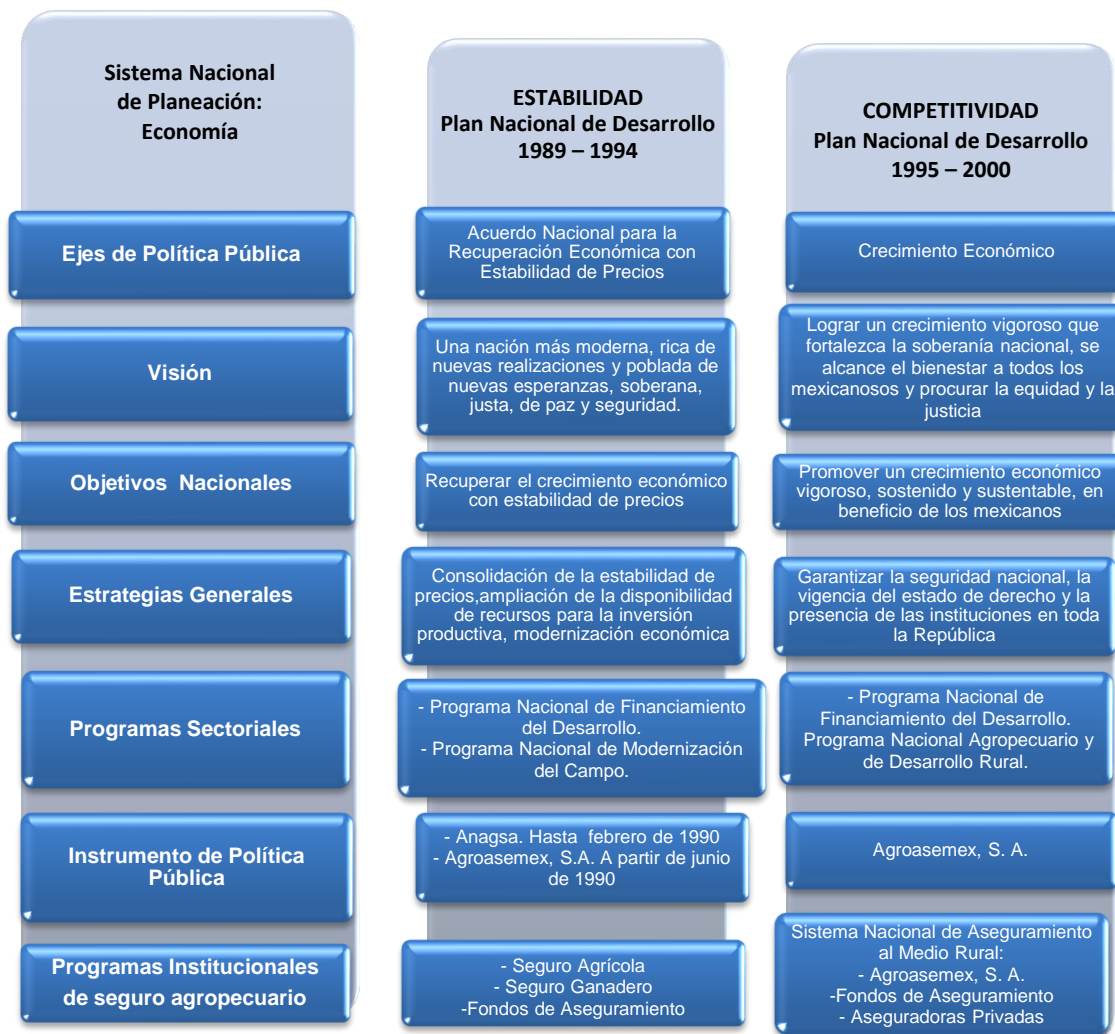 Sistema Nacional
de Planeación:
Economía
Ejes de Política Pública
Visión
Objetivos Nacionales
Estrategias Generales
Programas Sectoriales
Instrumento de Política
Pública
Programas Institucionales
de seguro agropecuario
ESTABILIDAD
Plan Nacional de Desarrollo
1989 – 1994
Acuerdo Nacional para la
Recuperación Económica con
Estabilidad de Precios
Una nación más moderna, rica de
nuevas realizaciones y poblada de
nuevas esperanzas, soberana,
justa, de paz y seguridad.
Recuperar el crecimiento económico
con estabilidad de precios
Consolidación de la estabilidad de
precios,ampliación de la disponibilidad
de recursos para la inversión
productiva, modernización económica
- Programa Nacional de Financiamiento
del Desarrollo.
- Programa Nacional de Modernización
del Campo.
- Anagsa. Hasta febrero de 1990
- Agroasemex, S.A. A partir de junio
de 1990
- Seguro Agrícola
- Seguro Ganadero
-Fondos de Aseguramiento
COMPETITIVIDAD
Plan Nacional de Desarrollo
1995 – 2000
Crecimiento Económico
Lograr un crecimiento vigoroso que
fortalezca la soberanía nacional, se
alcance el bienestar a todos los
mexicanosos y procurar la equidad y la
justicia
Promover un crecimiento económico
vigoroso, sostenido y sustentable, en
beneficio de los mexicanos
Garantizar la seguridad nacional, la
vigencia del estado de derecho y la
presencia de las instituciones en toda
la República
- Programa Nacional de
Financiamiento del Desarrollo.
Programa Nacional Agropecuario y
de Desarrollo Rural.
Agroasemex, S. A.
Sistema Nacional de Aseguramiento
al Medio Rural:
- Agroasemex, S. A.
-Fondos de Aseguramiento
- Aseguradoras Privadas